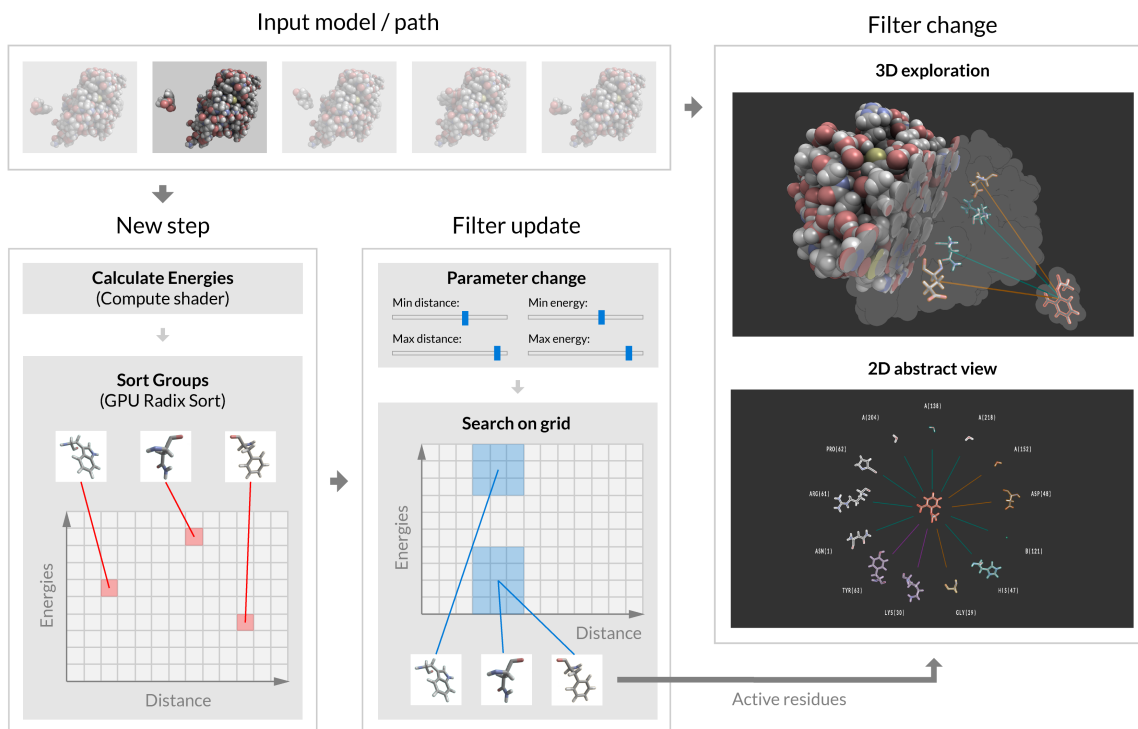 Input model / path
Filter change
3D exploration
New step
Filter update
Calculate Energies
(Compute shader)
Parameter change
Min distance:
Min energy:
Max distance:
Max energy:
2D abstract view
Sort Groups
(GPU Radix Sort)
Search on grid
Energies
Distance
Energies
Distance
A(138)
A(204)
A(218)
PRO(62)
A(152)
ARG(61)
ASP(48)
ASN(1)
B(121)
TYR(63)
HIS(47)
LYS(30)
GLY(29)
Active residues